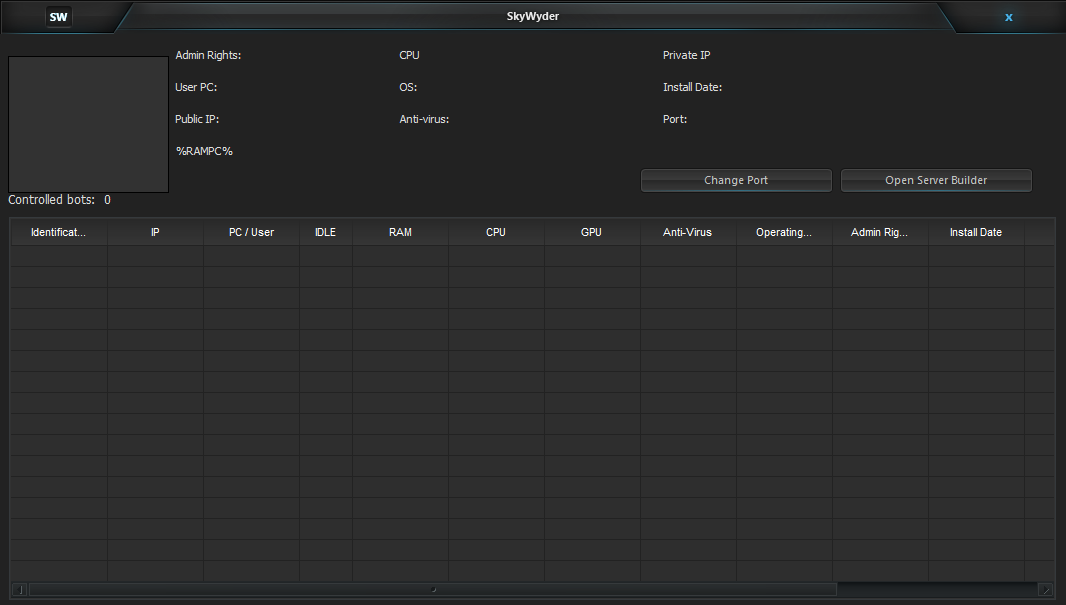 SW SkyWyder x
Admin Rights: CPU Private IP
User PC: OS: Install Date:
Public IP: Anti-virus: Port:
%RAMPC%
Change Port Open Server Builder
Controlled bots: 0
Identificat... IP PC / User IDLE RAM CPU GPU Anti-Virus Operating... Admin Rig... Install Date